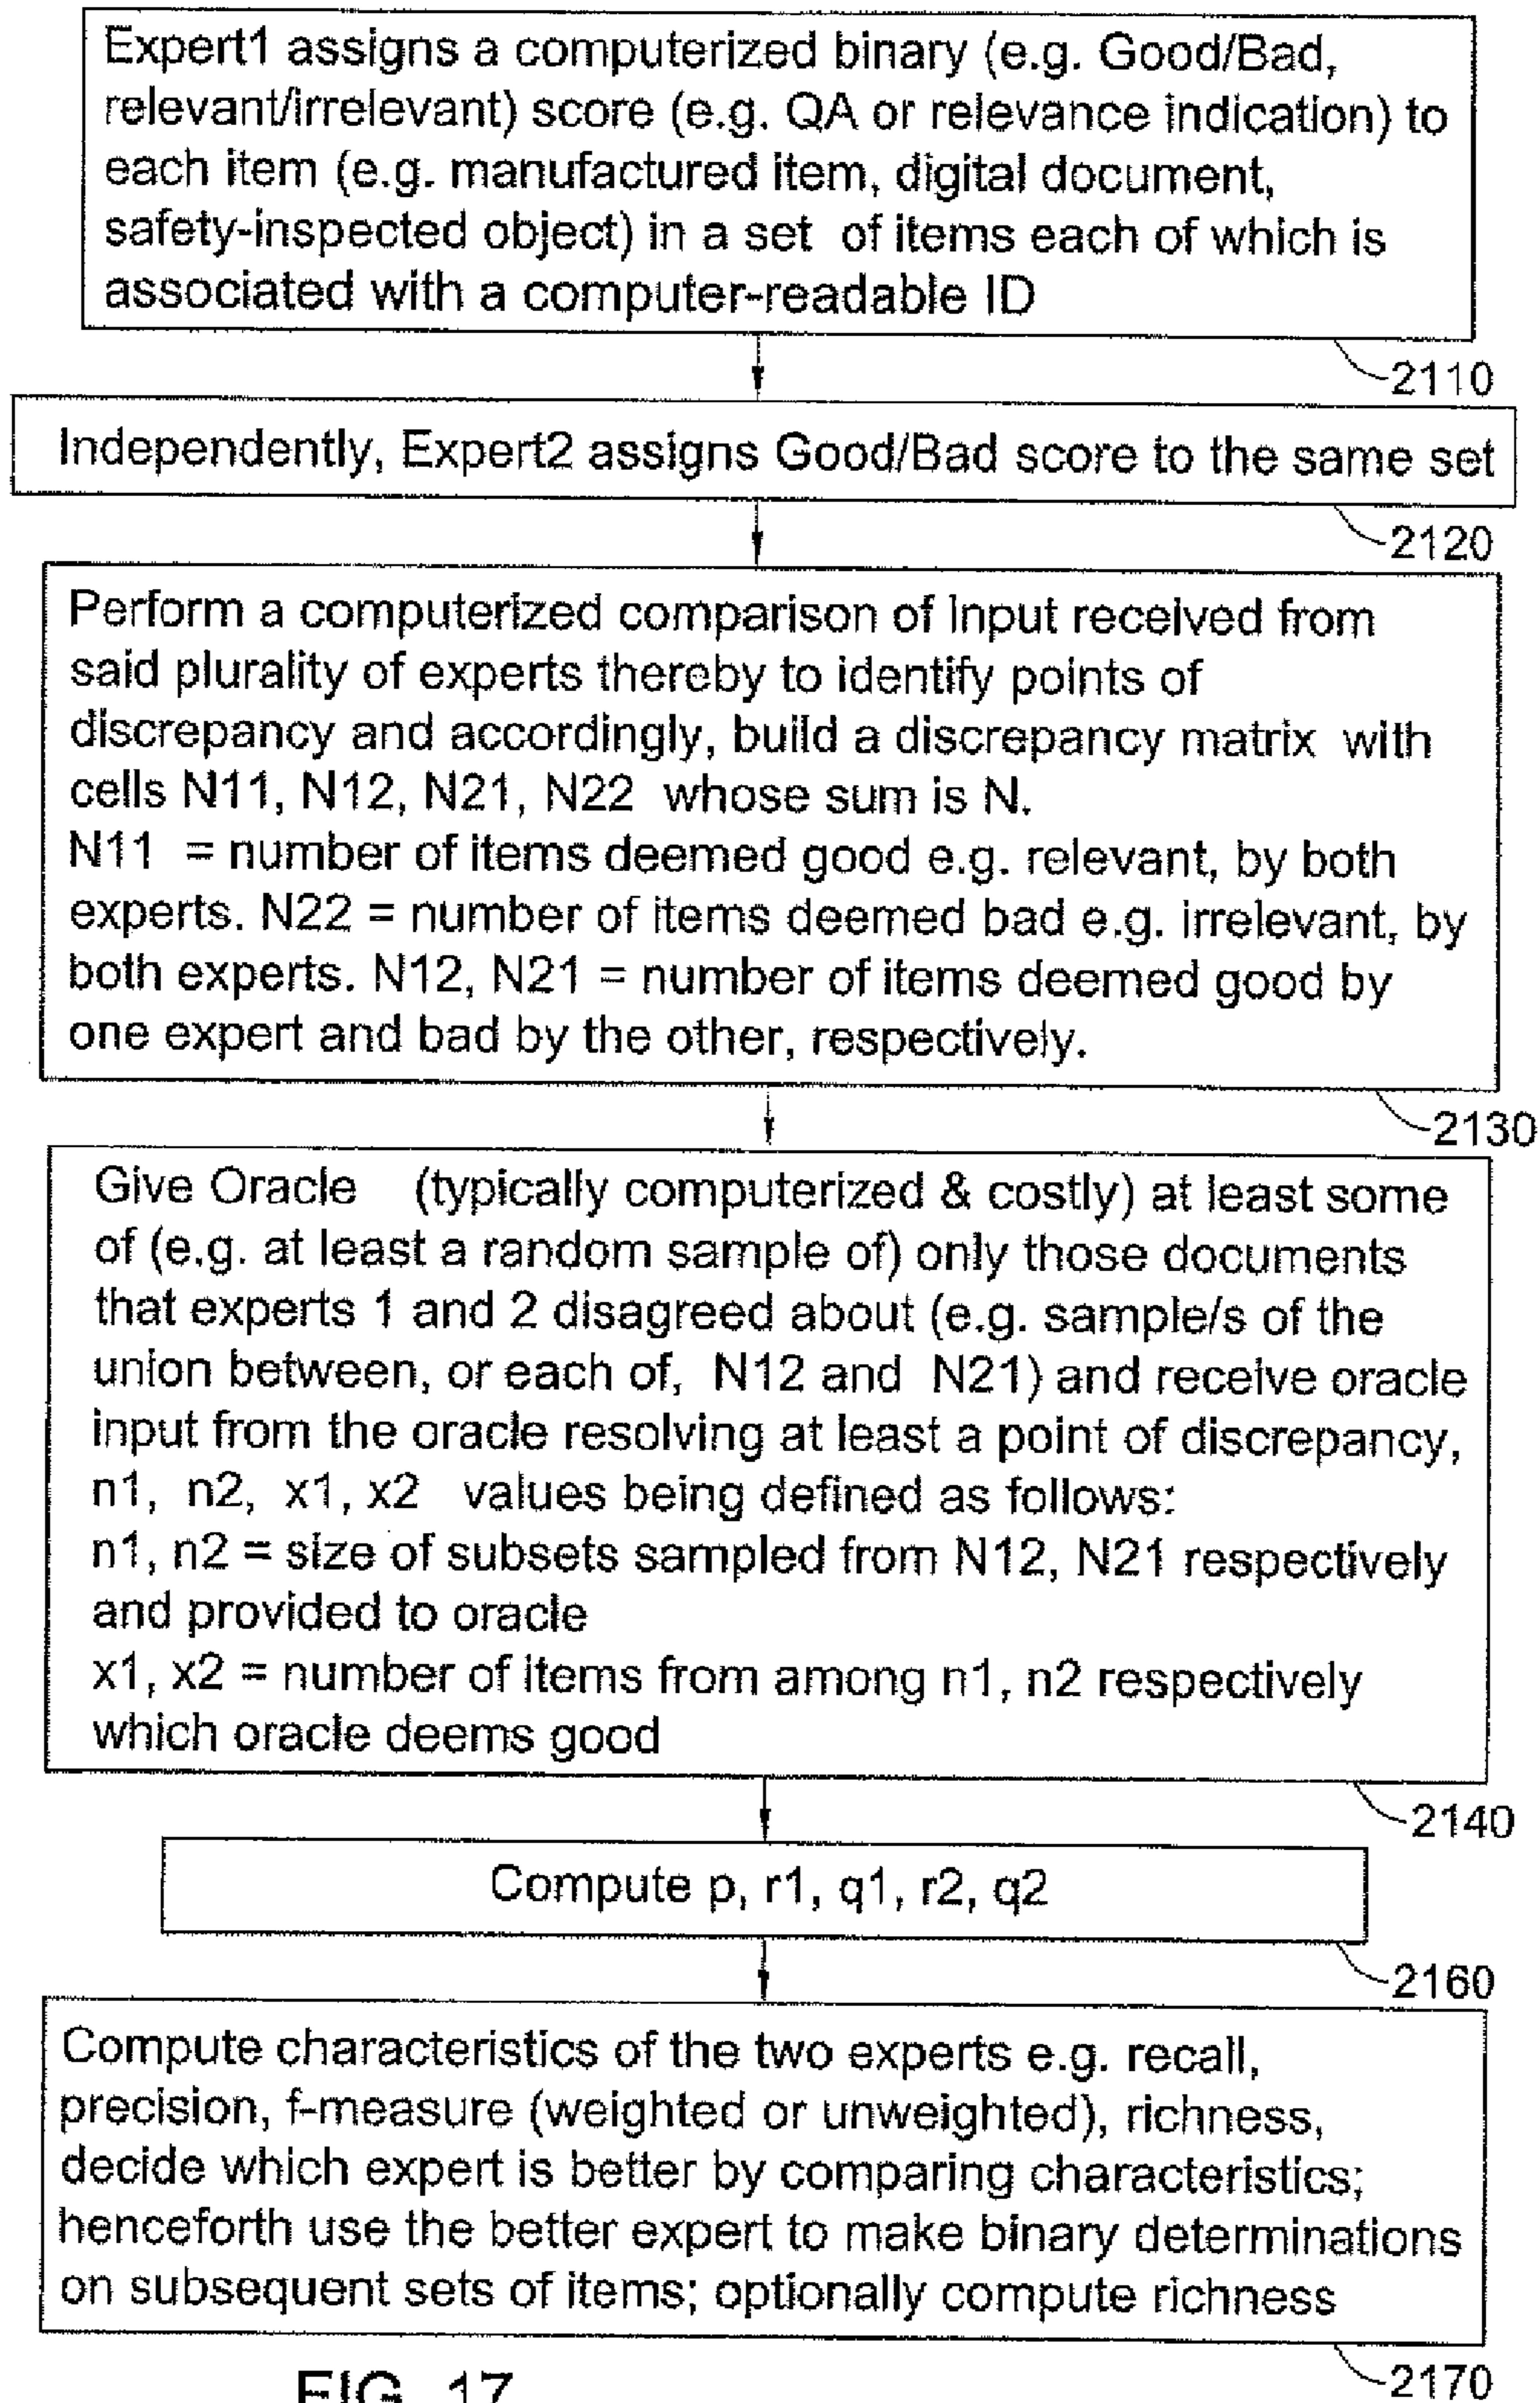 Expert1 assigns a computerized binary (e.g. Good/Bad,
relevant/irrelevant) score (e.g. QA or relevance indication) to
each item (e.g. manufactured item, digital document,
safety-inspected object) in a set of items each of which is
associated with a computer-readable ID
2110
Independently, Expert2 assigns Good/Bad score to the same set
2120
Perform a computerized comparison of input received from
said plurality of experts thereby to identify points of
discrepancy and accordingly, build a discrepancy matrix with
cells N11, N12, N21, N22 whose sum is N.
N11 = number of items deemed good e.g. relevant, by both
experts. N22 = number of items deemed bad e.g. irrelevant, by
both experts. N12, N21 = number of items deemed good by
one expert and bad by the other, respectively.
2130
Give Oracle (typically computerized & costly) at least some
of (e.g. at least a random sample of) only those documents
that experts 1 and 2 disagreed about (e.g. sample/s of the
union between, or each of, N12 and N21) and receive oracle
input from the oracle resolving at least a point of discrepancy,
n1, n2, x1, x2 values being defined as follows:
n1, n2 = size of subsets sampled from N12, N21 respectively
and provided to oracle
x1, x2 = number of items from among n1, n2 respectively
which oracle deems good
2140
Compute p, r1, q1, r2, q2
2160
Compute characteristics of the two experts e.g. recall,
precision, f-measure (weighted or unweighted), richness,
decide which expert is better by comparing characteristics;
henceforth use the better expert to make binary determinations
on subsequent sets of items; optionally compute richness
2170
FIG. 17